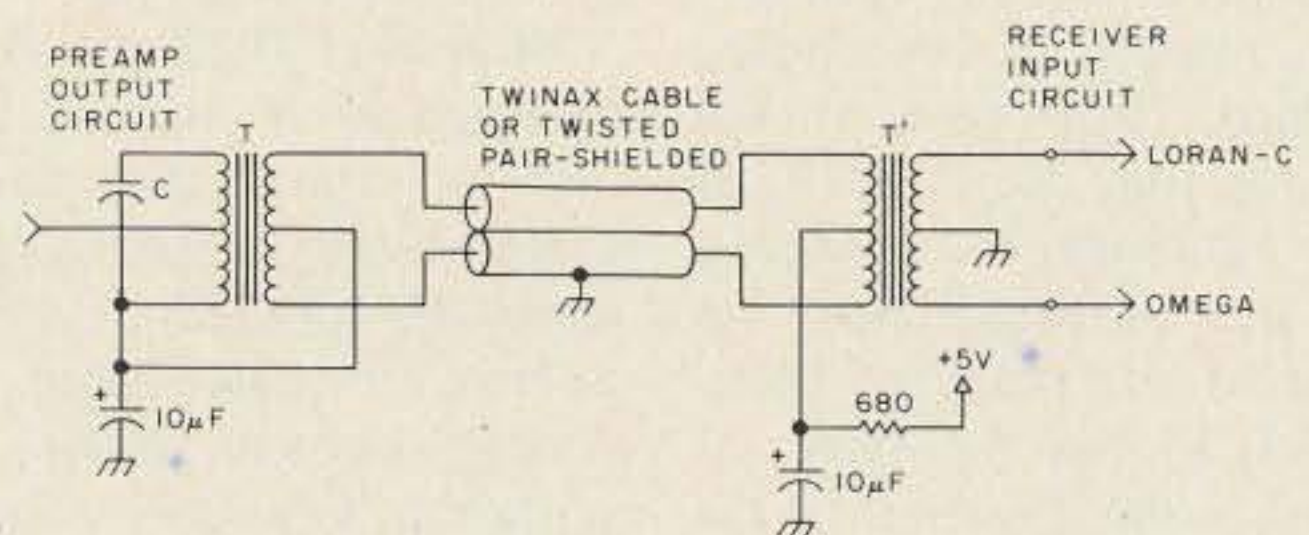 PREAMP
OUTPUT
CIRCUIT
T
C
10µF
TWINAX CABLE
OR TWISTED
PAIR-SHIELDED
RECEIVER
INPUT
CIRCUIT
T'
LORAN-C
OMEGA
+5V
680
10µF
+
+